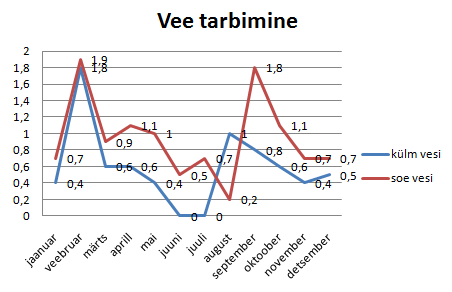 Vee tarbimine
2
1,8
1,6
1,4
1,2
1
0,8
0,6
0,4
0,2
0
0,7
0,4
1,9
1,8
0,9
0,6
1,1
0,6
1
0,4
0,5
0
0,7
0
1
0,2
1,8
0,8
1,1
0,6
0,7
0,4
0,7
0,5
jaanuar
veebruar
märts
aprill
mai
juuni
juuli
august
september
oktoober
november
detsember
külm vesi
soe vesi